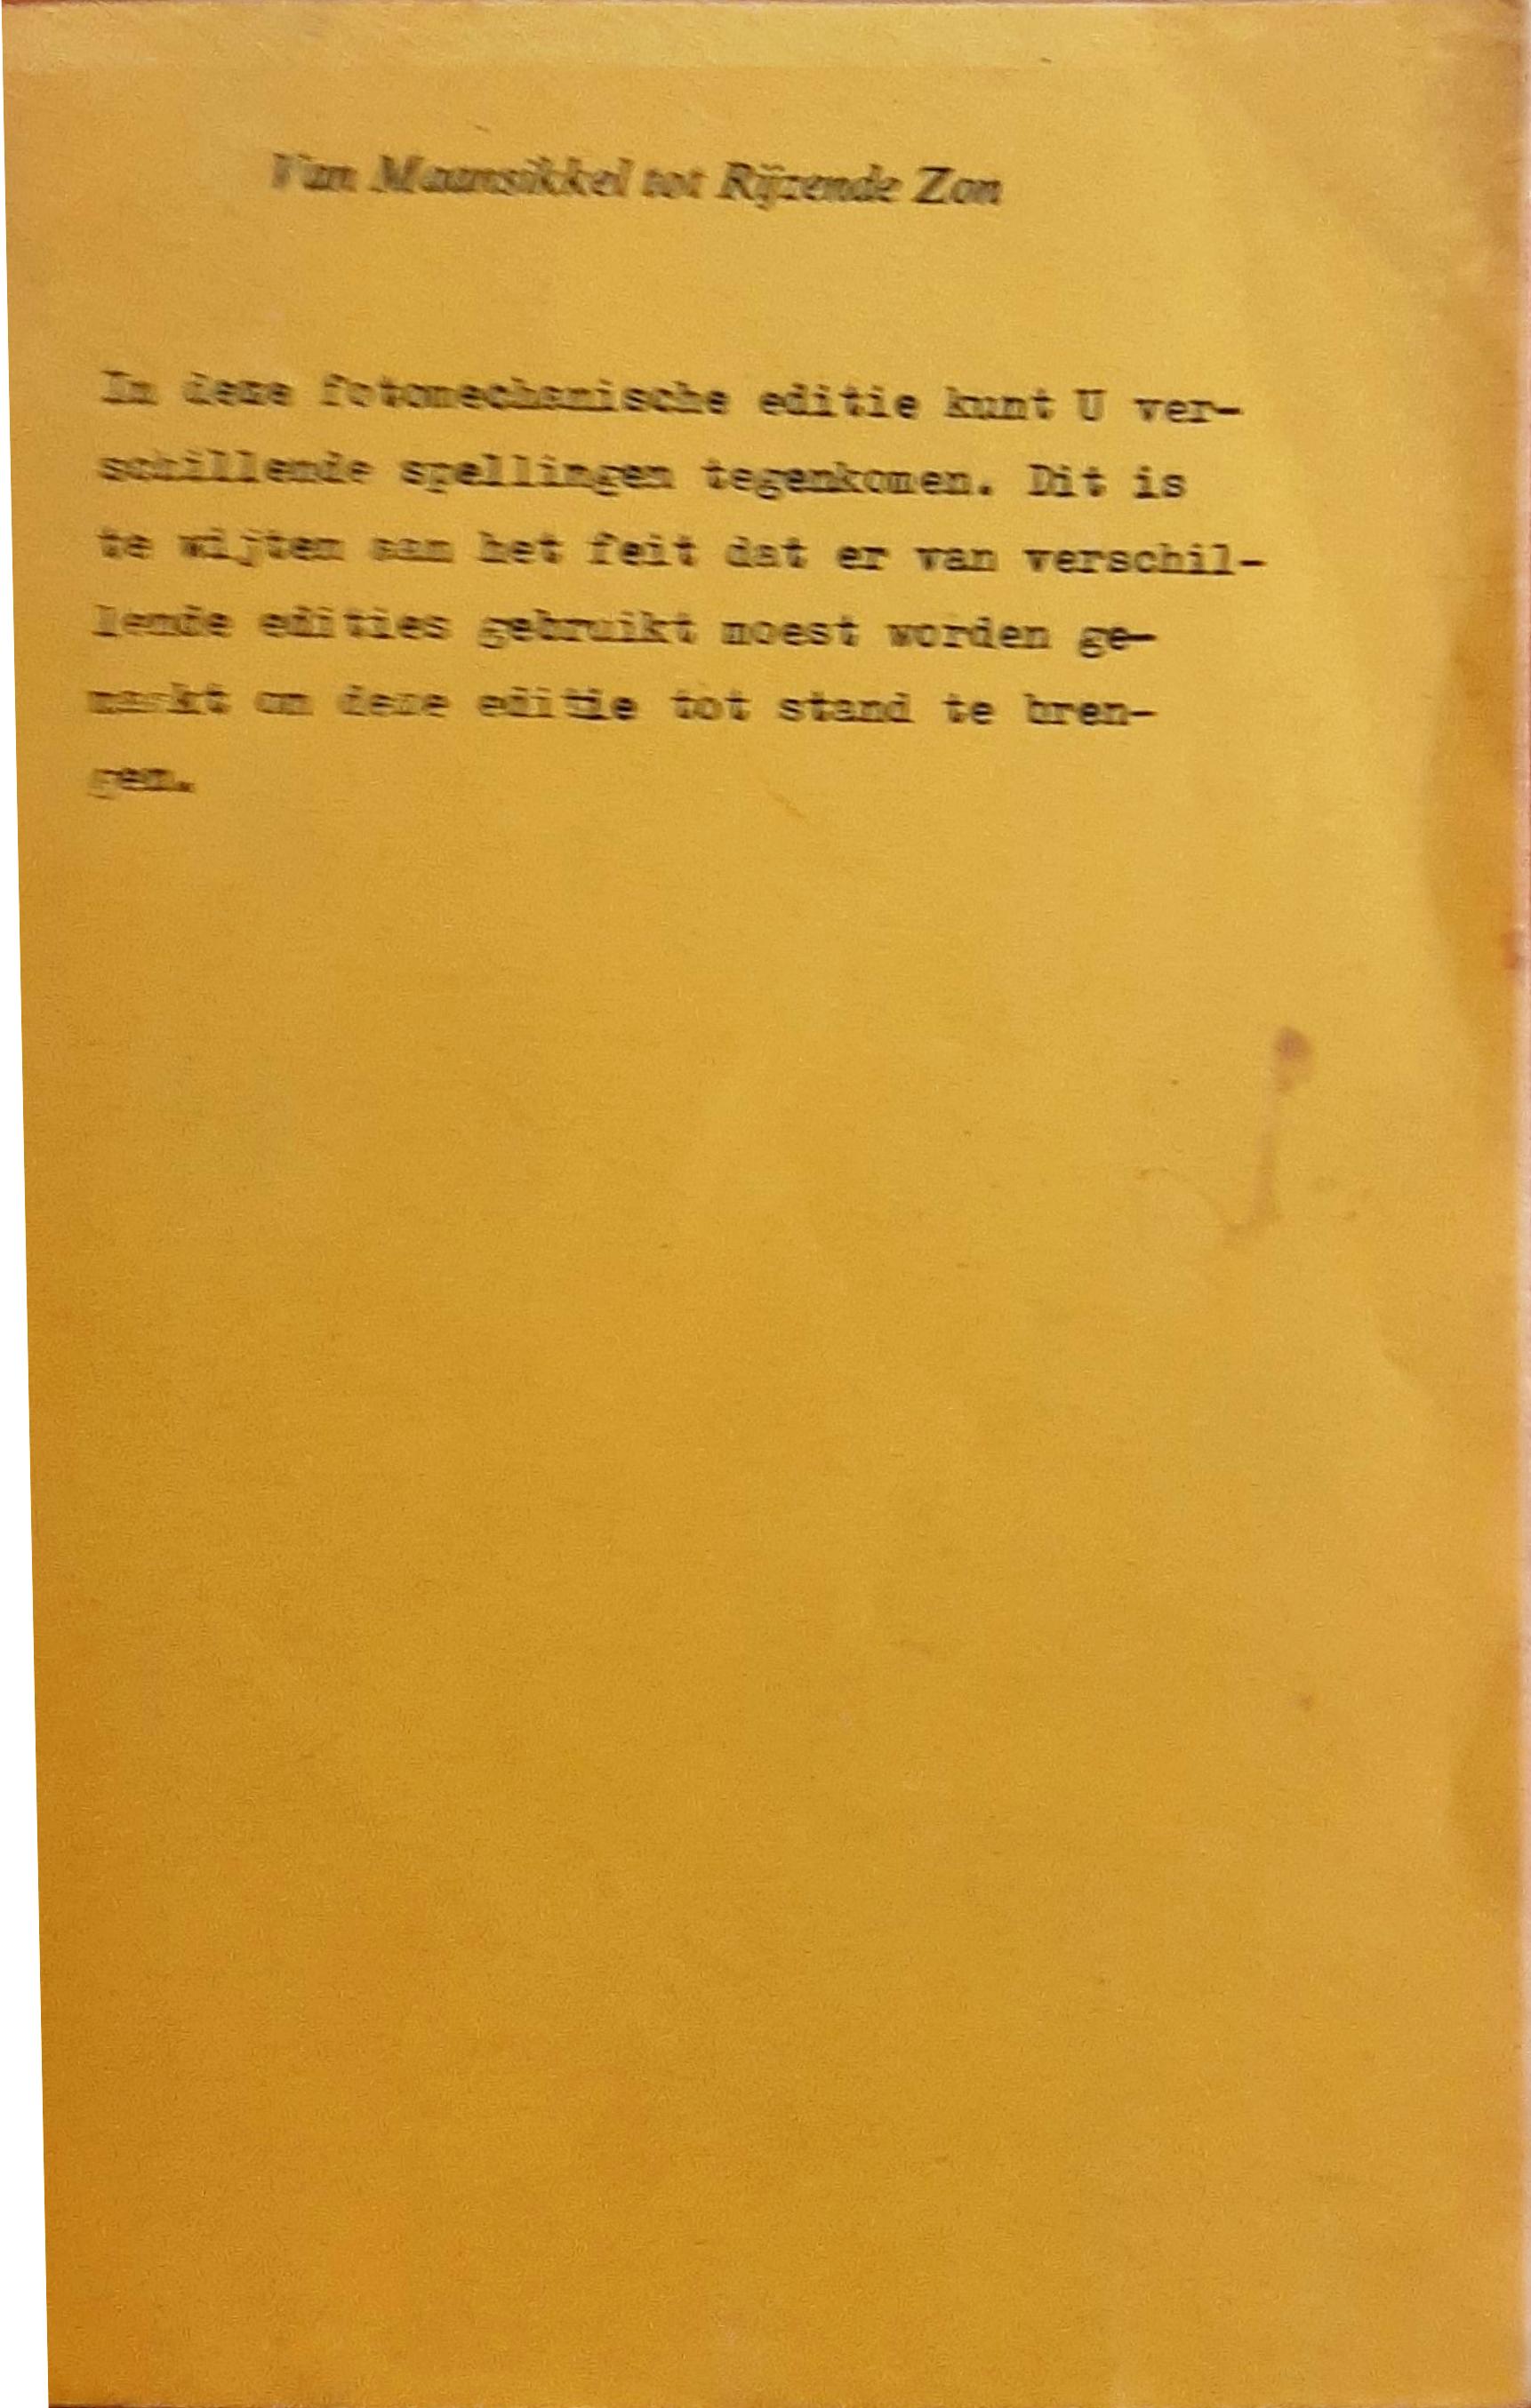 Van Maansikkel tot Rijzende Zon
In deze fotomechanische editie kunt U ver-
schillende spellingen tegenkomen. Dit is
te wijten aan het feit dat er van verschil-
lende edities gebruikt moest worden ge-
maakt om deze editie tot stand te bren-
gen.